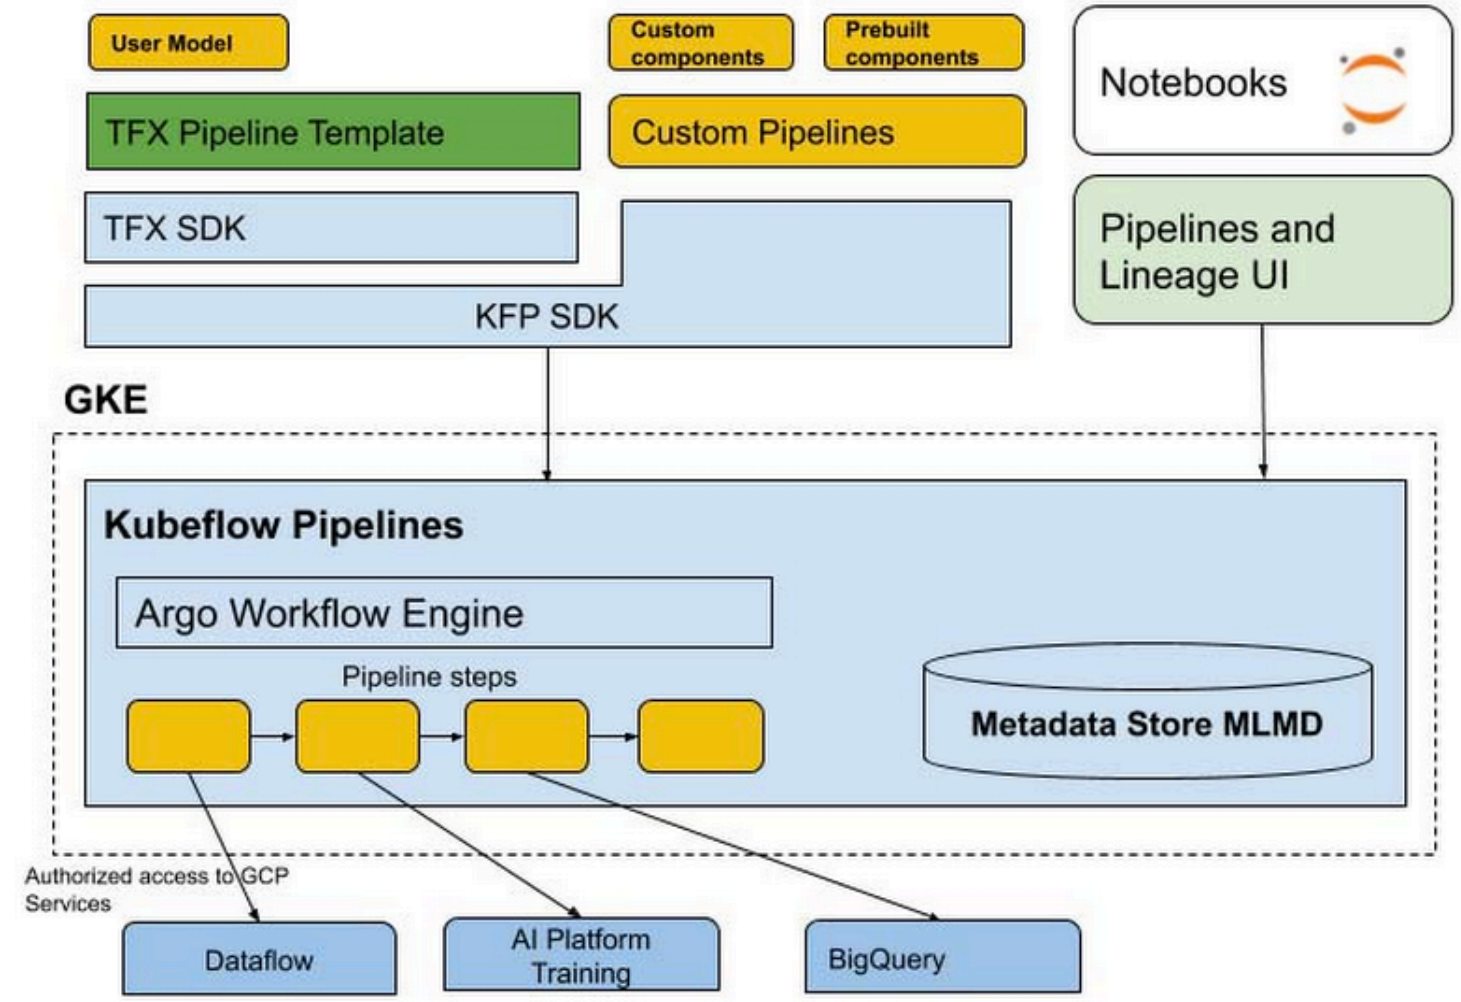 User Model
Custom
components
Prebuilt
components
Notebooks
TFX Pipeline Template
Custom Pipelines
TFX SDK
Pipelines and
Lineage UI
KFP SDK
GKE
Kubeflow Pipelines
Argo Workflow Engine
Pipeline steps
Metadata Store MLMD
Authorized access to GCP
Services
Dataflow
AI Platform
Training
BigQuery